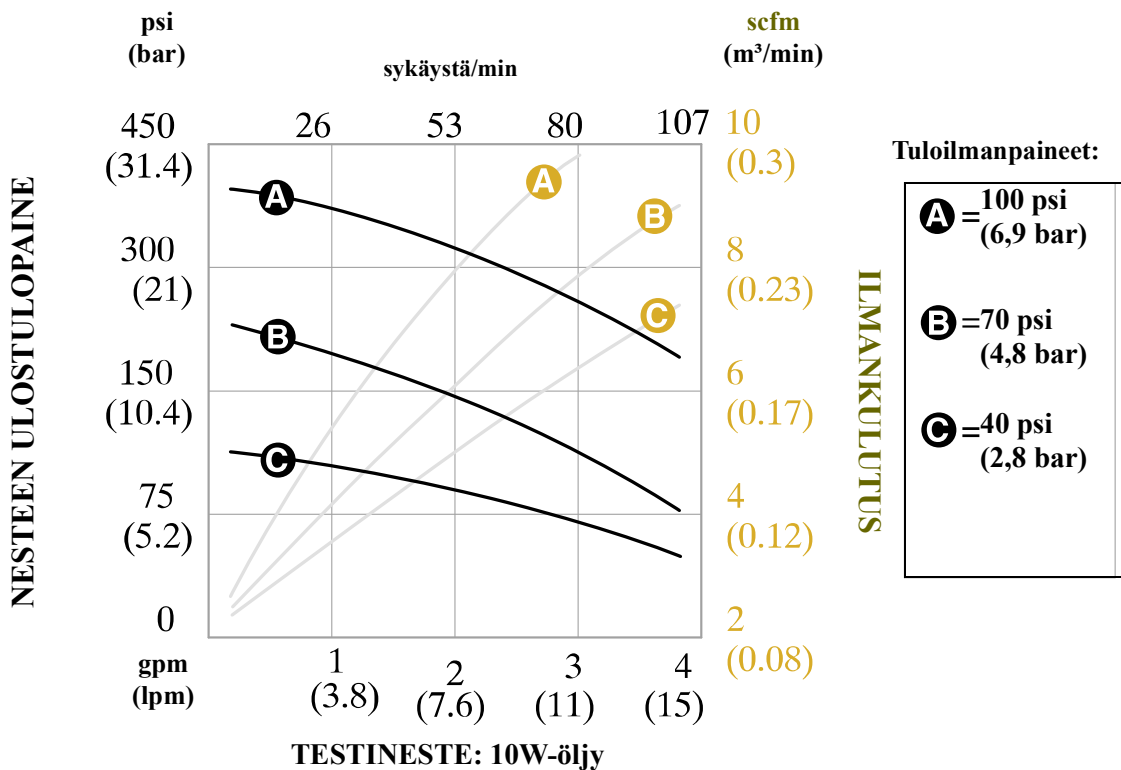 psi
(bar)
scfm
(m³/min)
sykäystä/min
26 53 80 107
450
(31.4)
300
(21)
150
(10.4)
75
(5.2)
0
NESTEEN ULOSTULOPAINE
A
B
C
A
B
C
10
(0.3)
8
(0.23)
6
(0.17)
4
(0.12)
2
(0.08)
ILMANKULUTUS
gpm
(lpm)
1
(3.8)
2
(7.6)
3
(11)
4
(15)
TESTINESTE: 10W-öljy
Tuloilmanpaineet:
A =100 psi
(6,9 bar)
B =70 psi
(4,8 bar)
C =40 psi
(2,8 bar)